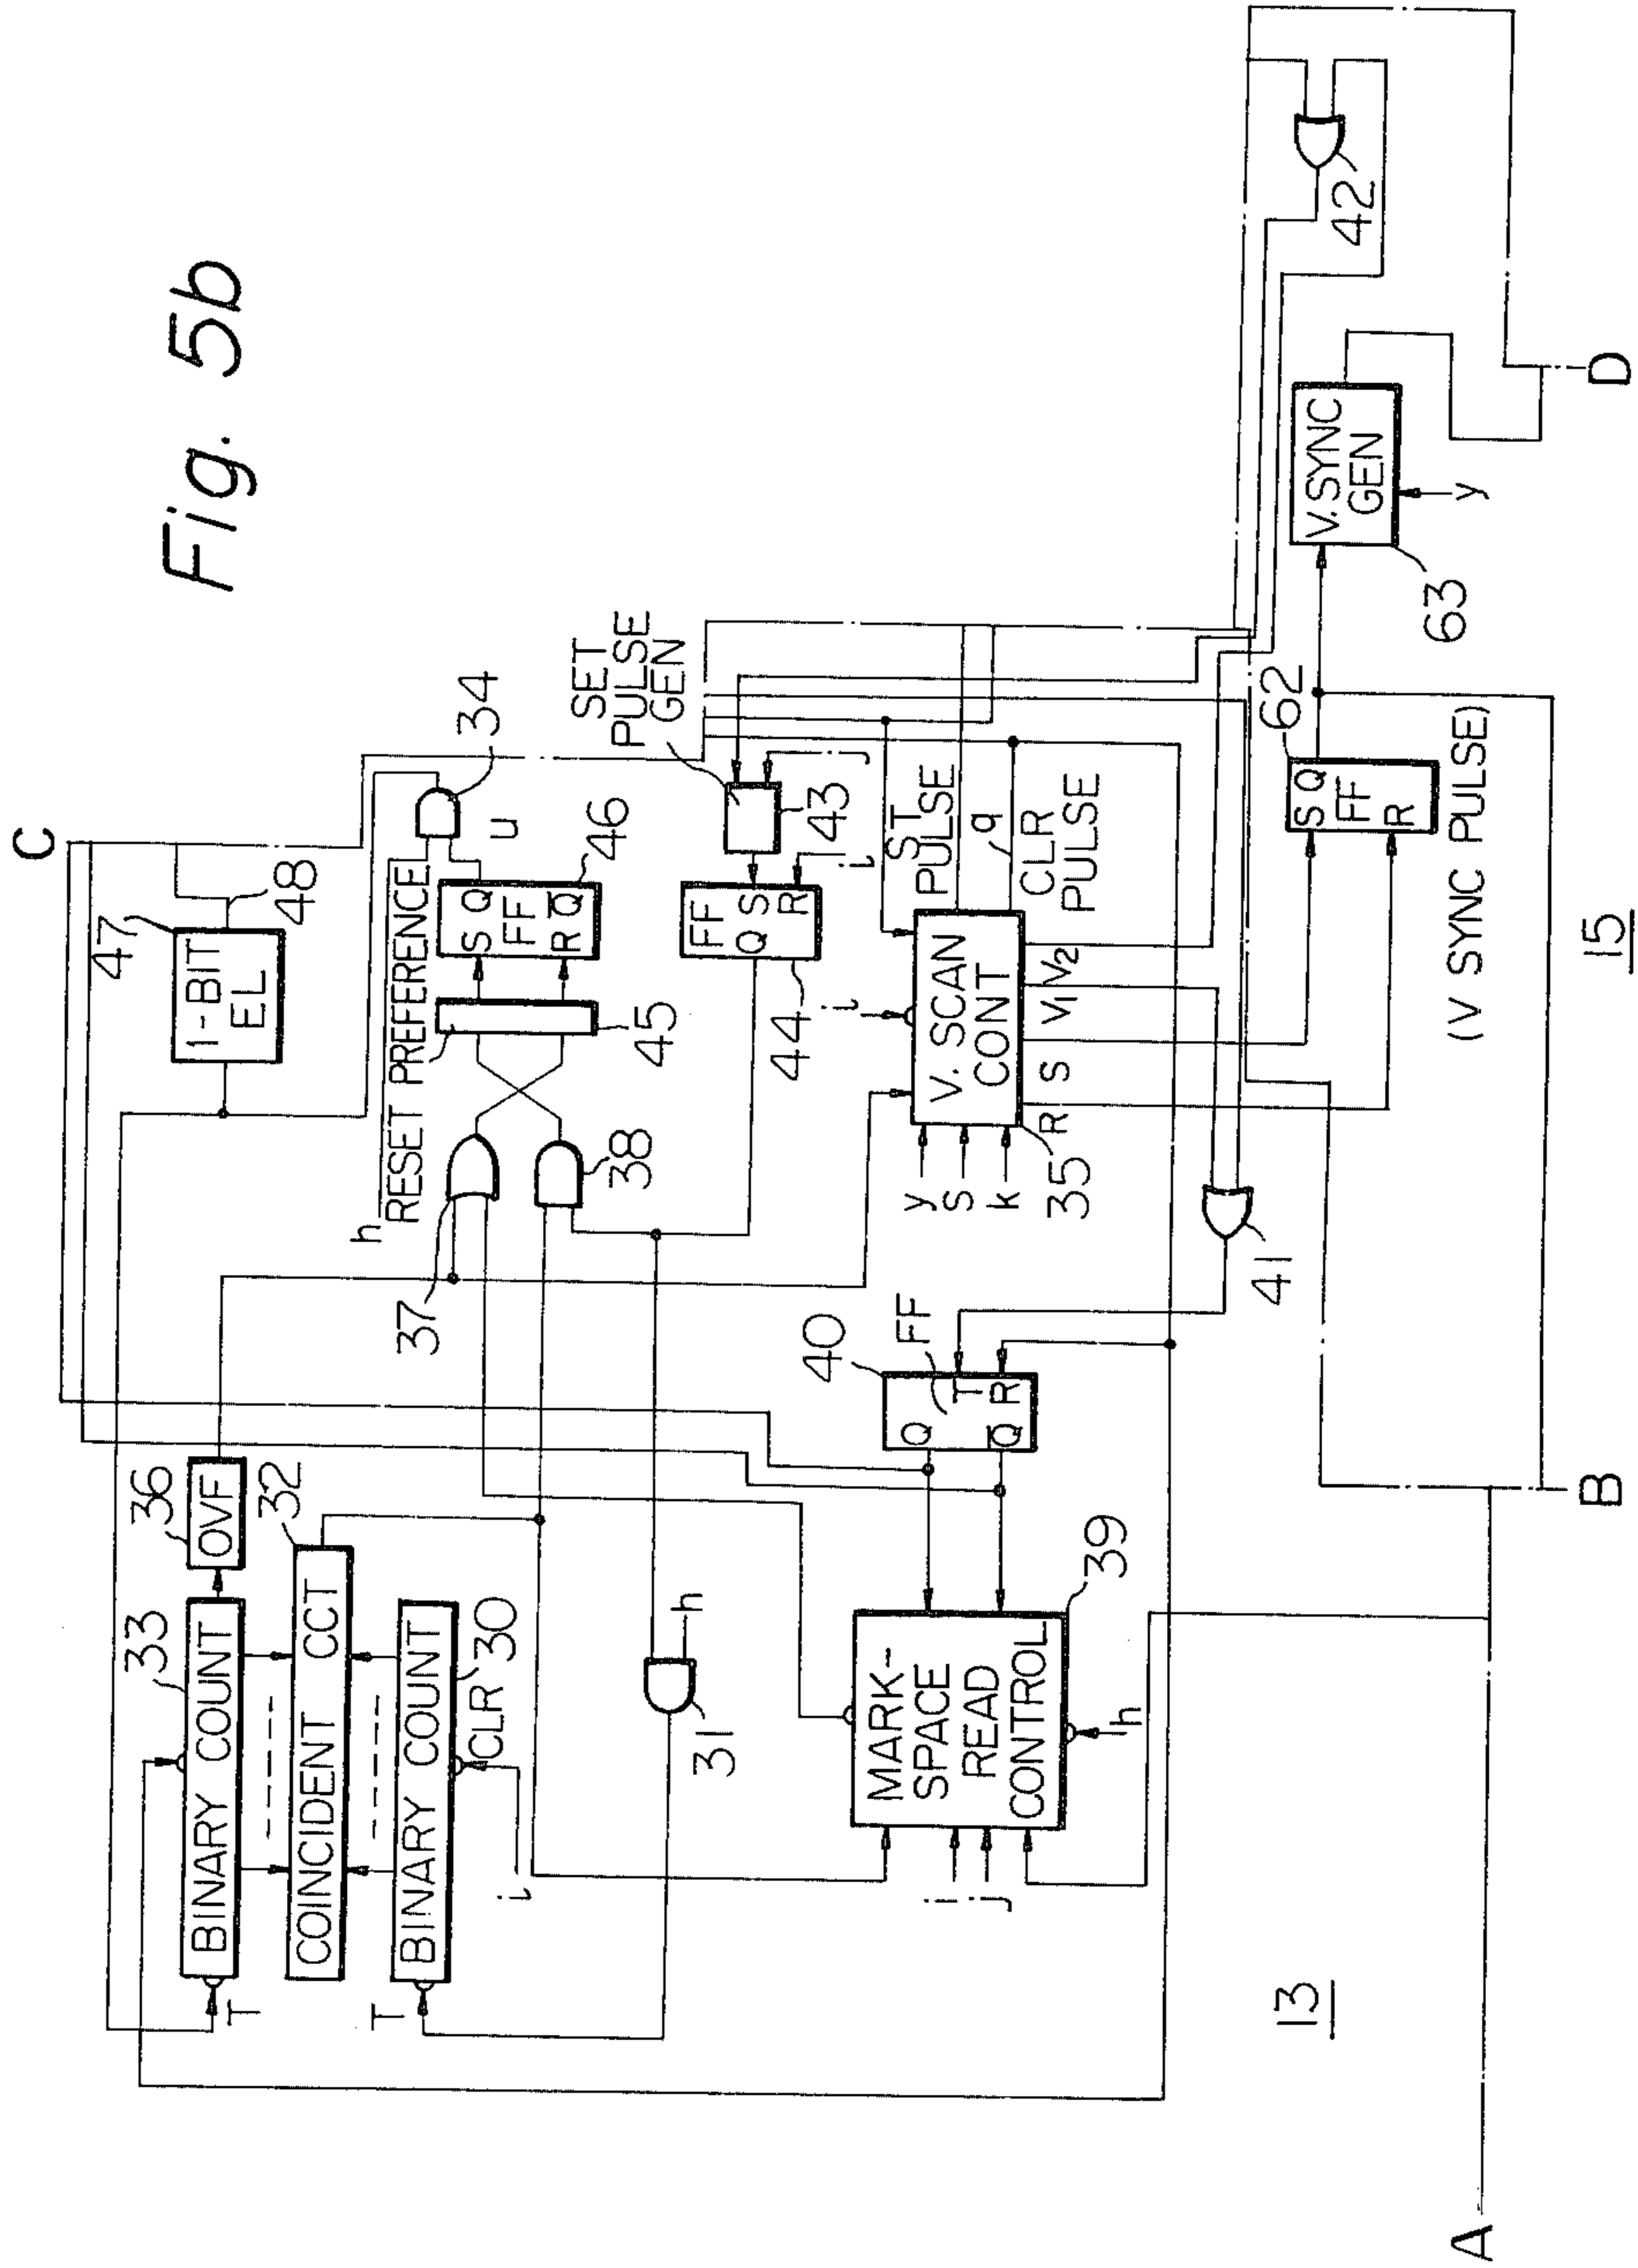 Fig. 5b
C
47
1-BIT
EL
48
34
SET
PULSE
GEN
h
RESET PREFERENCE
u
S Q
FF
R Q̅
46
45
43
j
i
FF
Q S
R
44
36
OVF
33
BINARY COUNT
T
32
COINCIDENT CCT
BINARY COUNT
30
T
CLR
i
37
38
31
h
ST
PULSE
q
CLR
PULSE
i
V. SCAN
CONT
y
s
k
35
R S V1 V2
40
FF
Q T
Q̅ R
41
MARK-
SPACE
READ
CONTROL
39
i
j
h
42
62
S Q
FF
R
V. SYNC
GEN
63
y
(V SYNC PULSE)
13
15
A
B
D